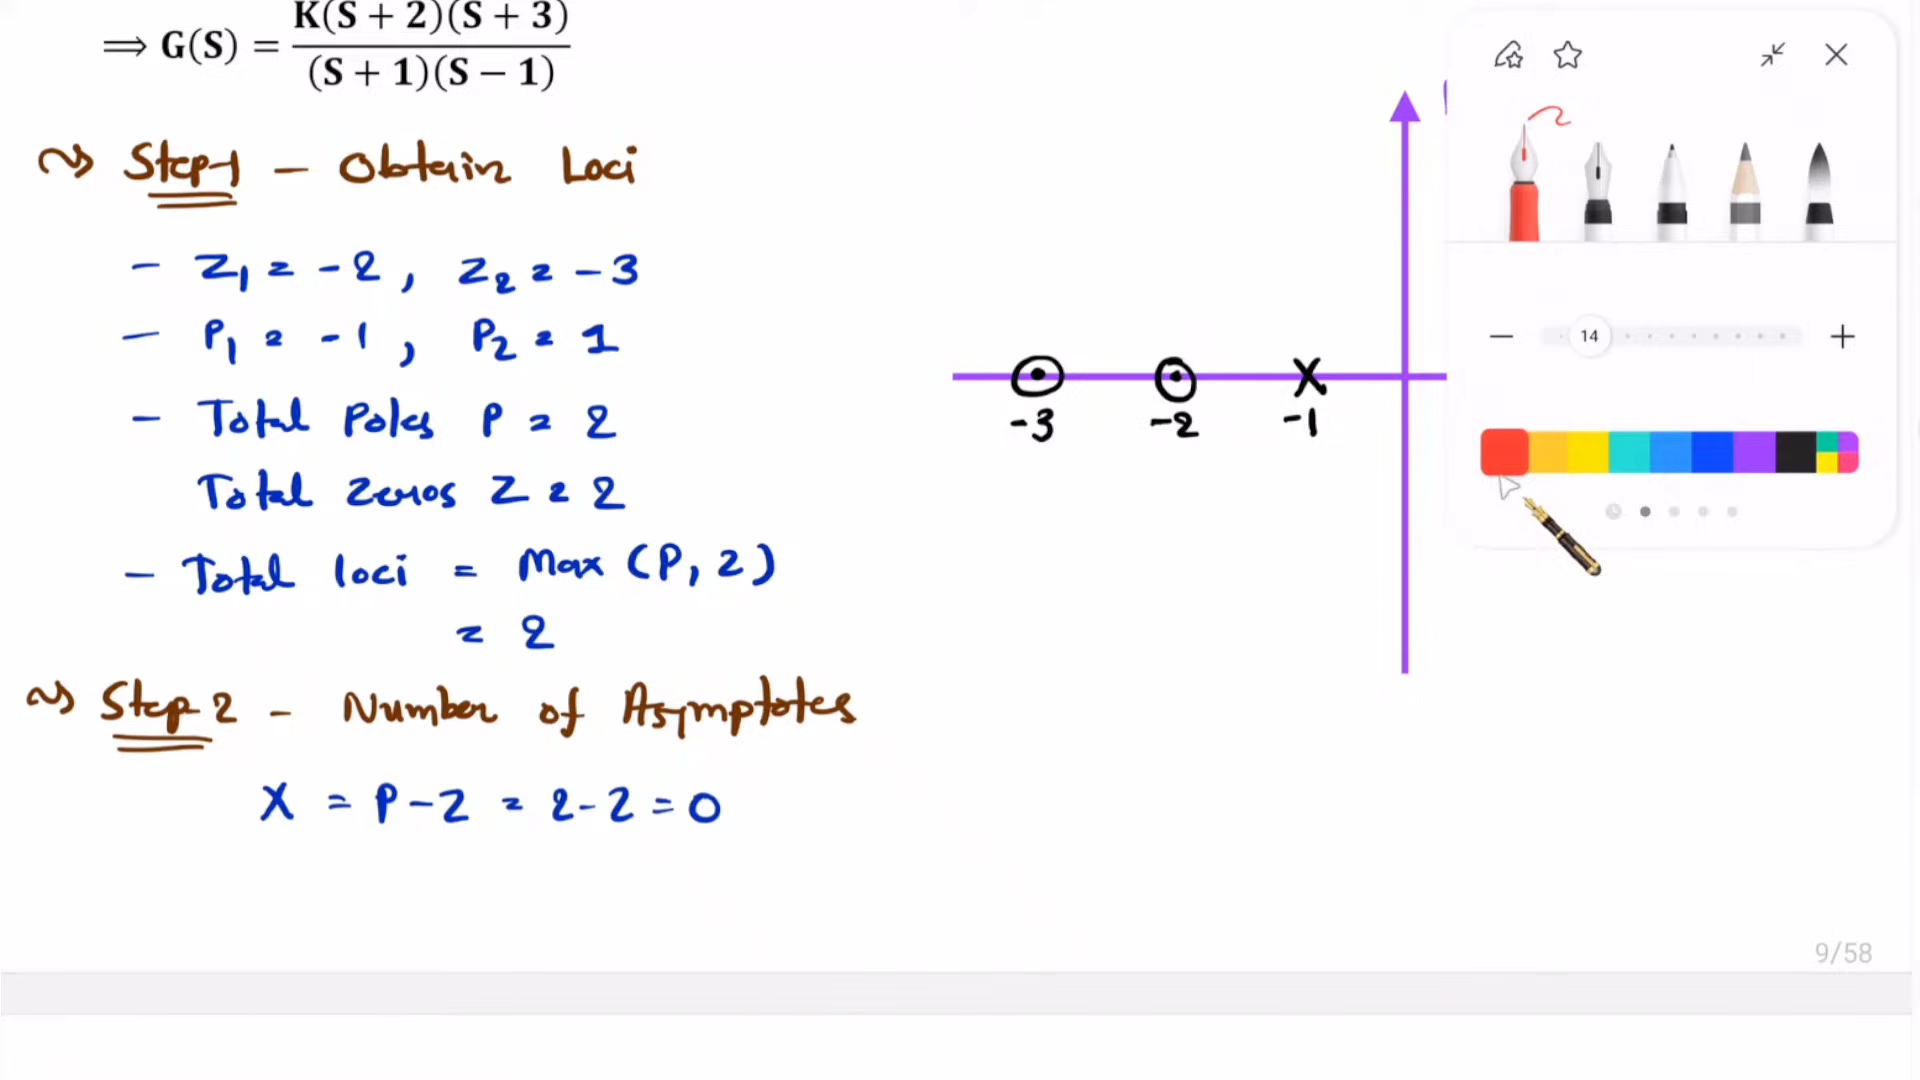 ⟹ G(S) = K(S + 2)(S + 3) / (S + 1)(S − 1)
Step-1 - Obtain Loci
- Z₁ = -2, Z₂ = -3
- P₁ = -1, P₂ = 1
- Total Poles P = 2
Total Zeros Z = 2
- Total loci = Max (P, Z)
= 2
Step-2 - Number of Asymptotes
X = P - Z = 2 - 2 = 0
-3 -2 -1
14
9/58